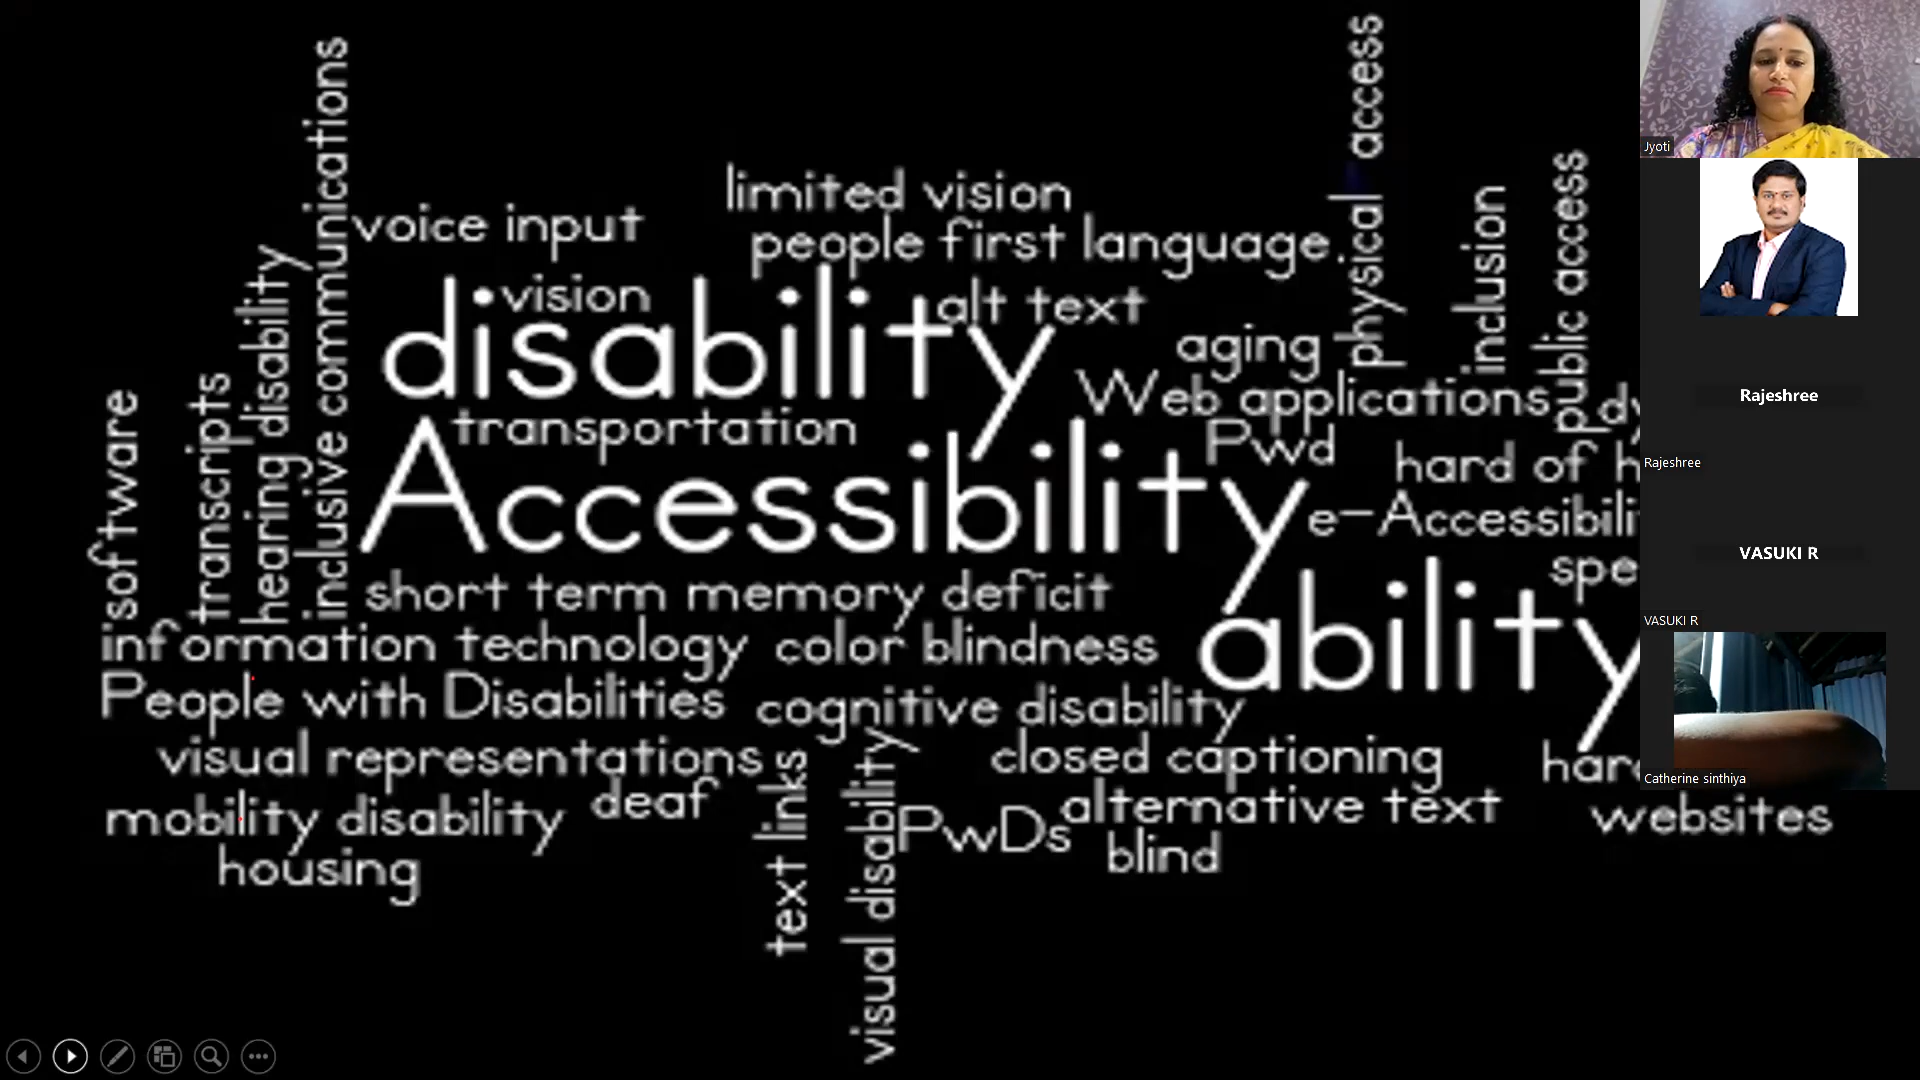 inclusive communications
physical access
limited vision
public access
inclusion
voice input
people first language
hearing disability
vision
alt text
disability
aging
transcripts
Web applications
software
transportation
Pwd
hard of
Accessibility
short term memory deficit
information technology
color blindness
ability
People with Disabilities
cognitive disability
visual representations
closed captioning
deaf
text links
visual disability
mobility disability
PwDs
alternative text
websites
blind
housing
Jyoti
Rajeshree
Rajeshree
VASUKI R
VASUKI R
Catherine sinthiya